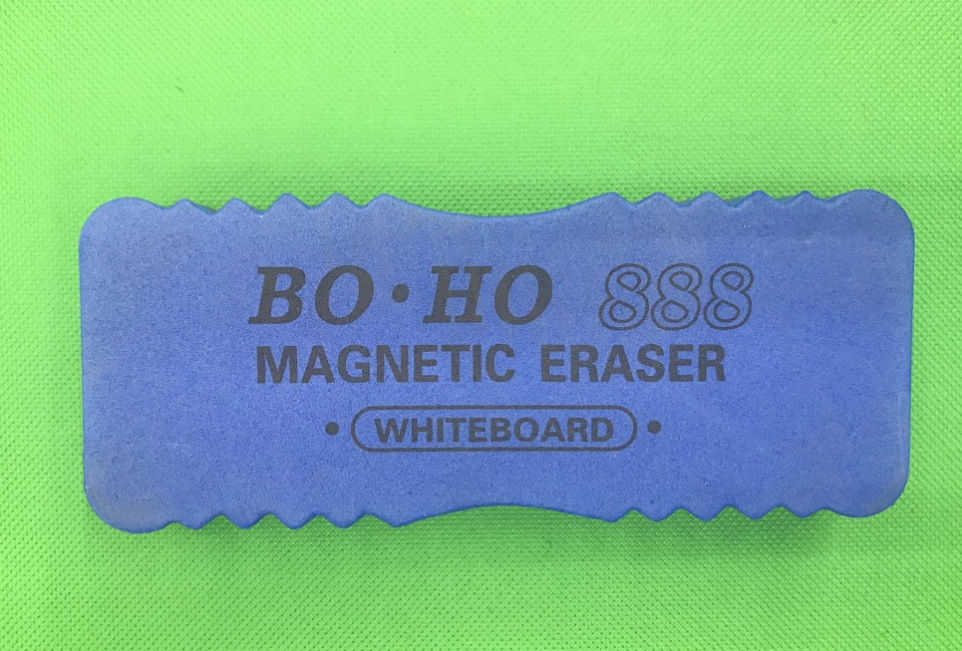 BO·HO 888
MAGNETIC ERASER
• WHITEBOARD •